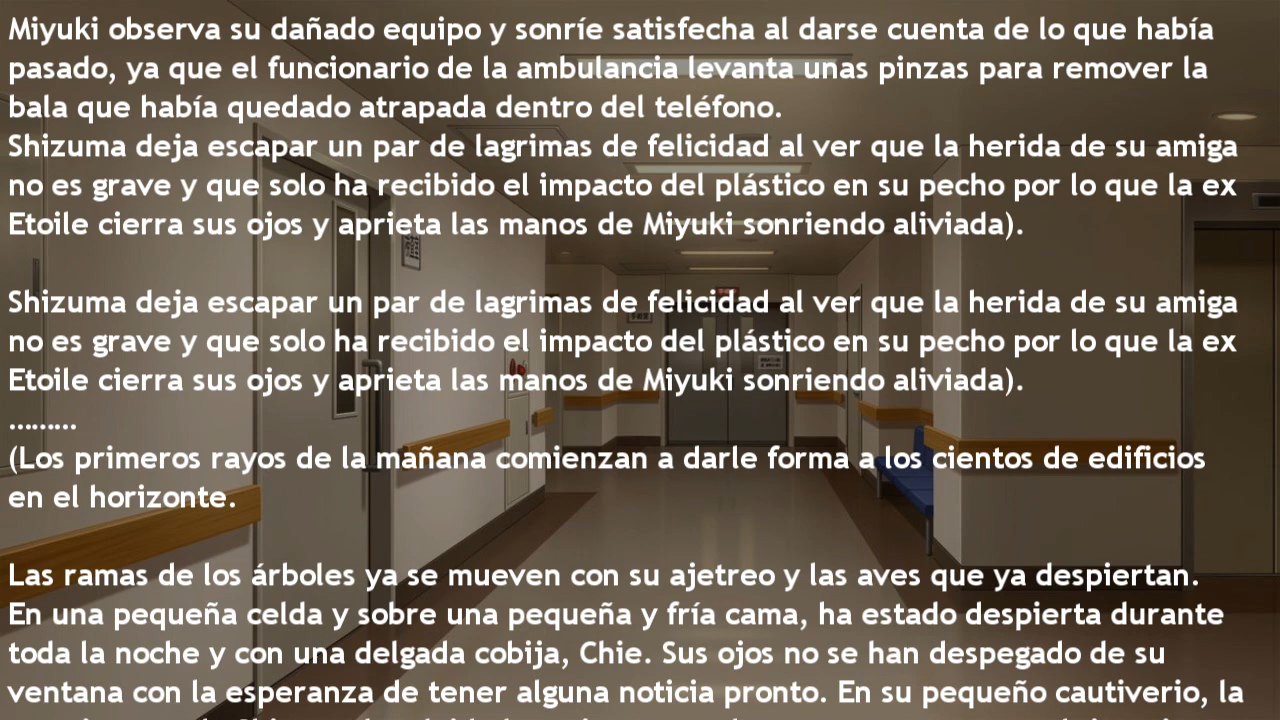 Miyuki observa su dañado equipo y sonríe satisfecha al darse cuenta de lo que había
pasado, ya que el funcionario de la ambulancia levanta unas pinzas para remover la
bala que había quedado atrapada dentro del teléfono.
Shizuma deja escapar un par de lagrimas de felicidad al ver que la herida de su amiga
no es grave y que solo ha recibido el impacto del plástico en su pecho por lo que la ex
Etoile cierra sus ojos y aprieta las manos de Miyuki sonriendo aliviada).
Shizuma deja escapar un par de lagrimas de felicidad al ver que la herida de su amiga
no es grave y que solo ha recibido el impacto del plástico en su pecho por lo que la ex
Etoile cierra sus ojos y aprieta las manos de Miyuki sonriendo aliviada).
.........
(Los primeros rayos de la mañana comienzan a darle forma a los cientos de edificios
en el horizonte.
Las ramas de los árboles ya se mueven con su ajetreo y las aves que ya despiertan.
En una pequeña celda y sobre una pequeña y fría cama, ha estado despierta durante
toda la noche y con una delgada cobija, Chie. Sus ojos no se han despegado de su
ventana con la esperanza de tener alguna noticia pronto. En su pequeño cautiverio, la